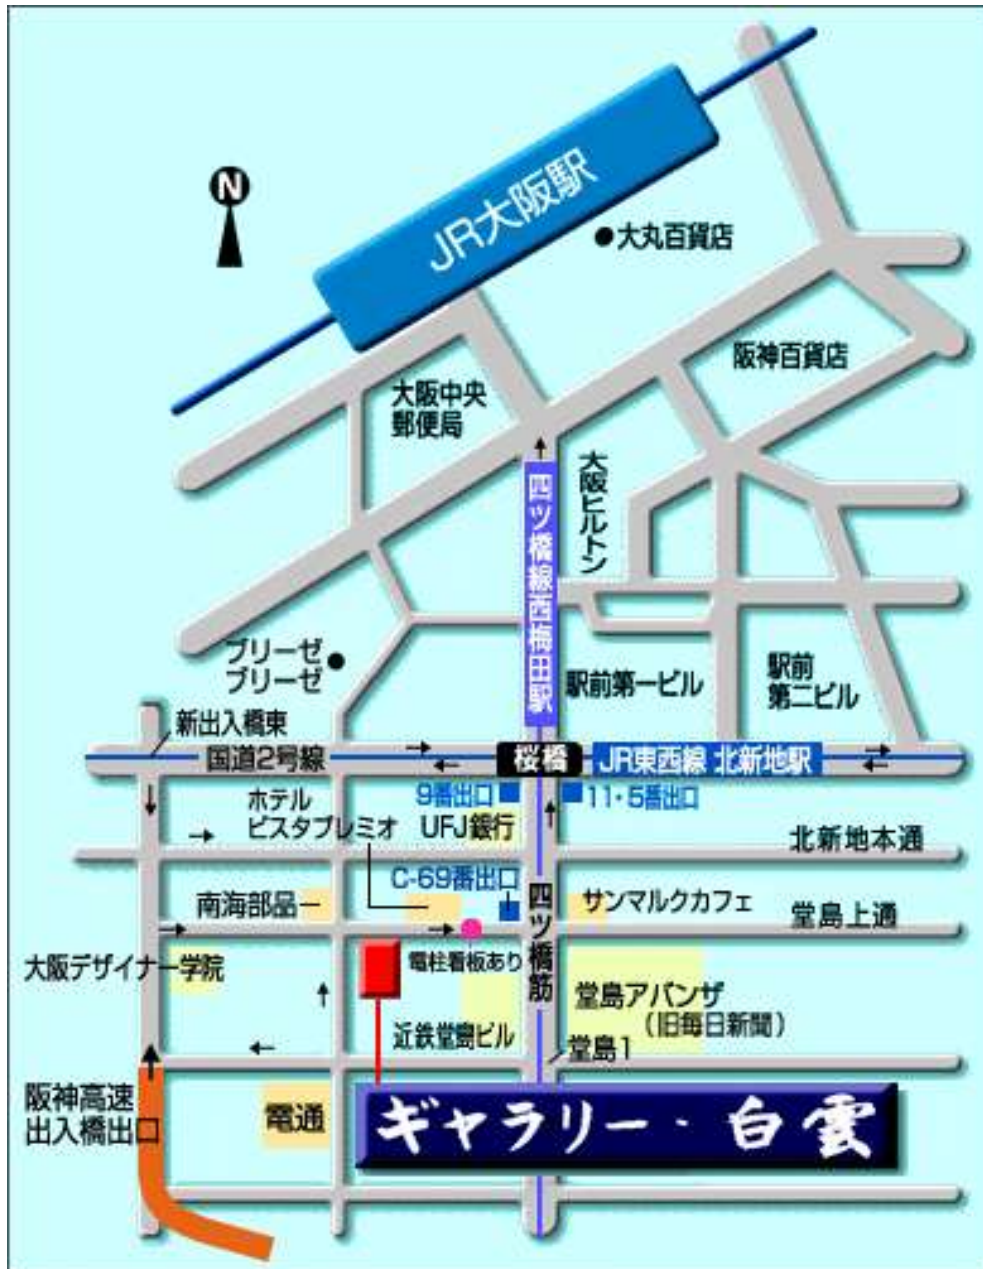 N
JR大阪駅
大丸百貨店
阪神百貨店
大阪中央
郵便局
大阪ヒルトン
四ツ橋線西梅田駅
ブリーゼ
ブリーゼ
駅前第一ビル
駅前
第二ビル
新出入橋東
国道2号線
桜橋
JR東西線 北新地駅
ホテル
ビスタプレミオ
9番出口
UFJ銀行
11・5番出口
北新地本通
C-69番出口
南海部品
四ツ橋筋
サンマルクカフェ
堂島上通
大阪デザイナー学院
電柱看板あり
堂島アバンザ
(旧毎日新聞)
近鉄堂島ビル
堂島1
阪神高速
出入橋出口
電通
ギャラリー・白雲